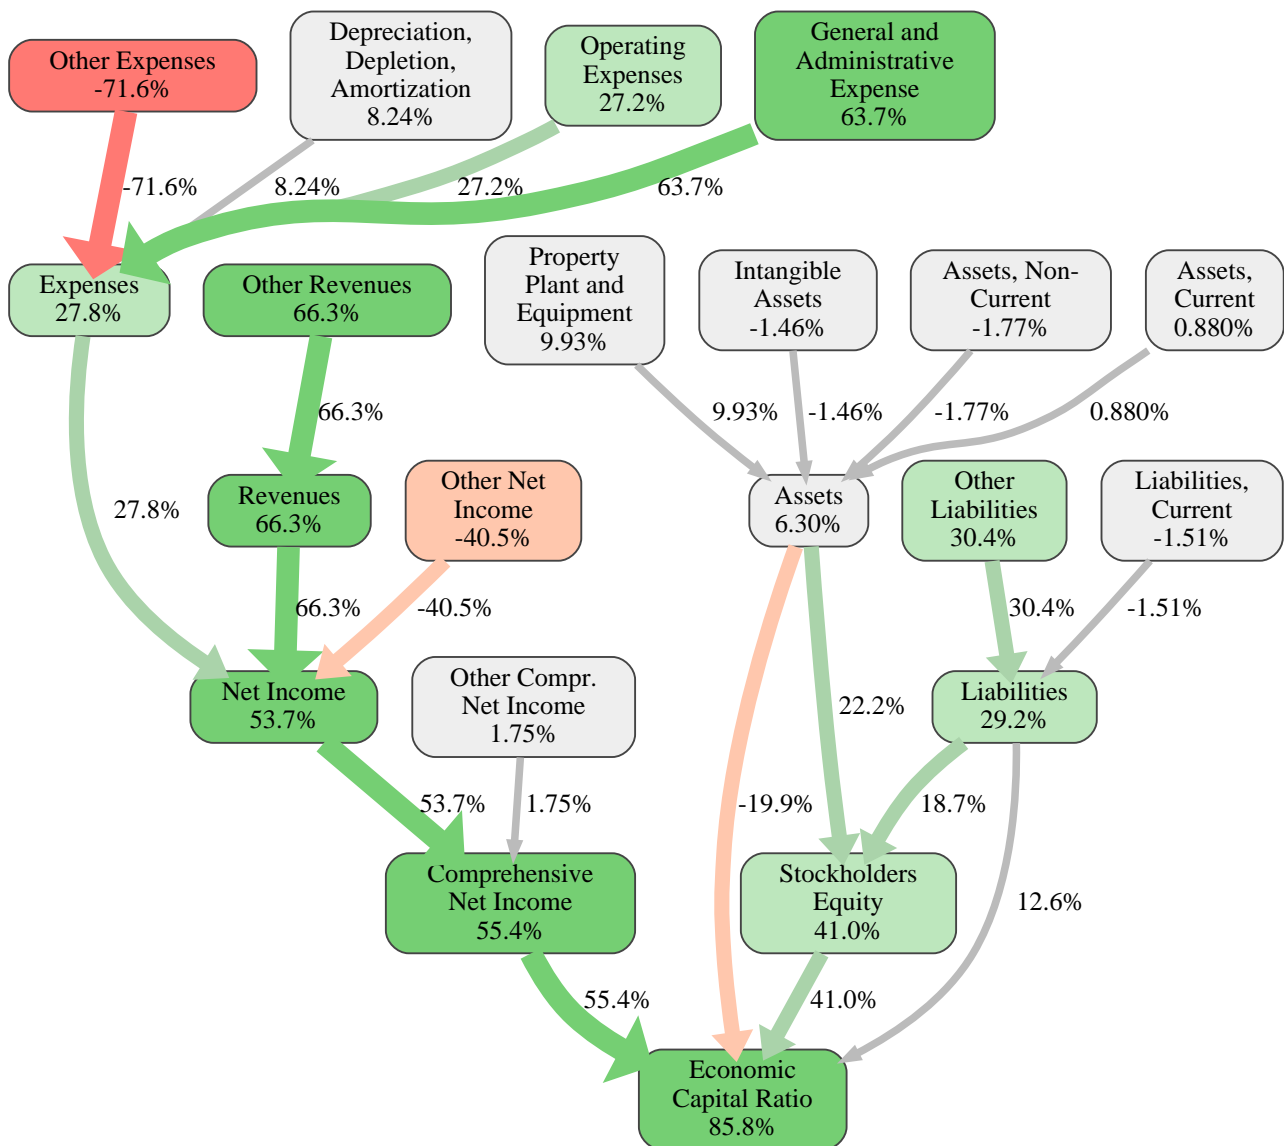 Other Expenses
-71.6%
Depreciation,
Depletion,
Amortization
8.24%
Operating
Expenses
27.2%
General and
Administrative
Expense
63.7%
-71.6%
8.24%
27.2%
63.7%
Expenses
27.8%
Other Revenues
66.3%
Property
Plant and
Equipment
9.93%
Intangible
Assets
-1.46%
Assets, Non-
Current
-1.77%
Assets,
Current
0.880%
66.3%
9.93%
-1.46%
-1.77%
0.880%
27.8%
Revenues
66.3%
Other Net
Income
-40.5%
Assets
6.30%
Other
Liabilities
30.4%
Liabilities,
Current
-1.51%
66.3%
-40.5%
30.4%
-1.51%
Net Income
53.7%
Other Compr.
Net Income
1.75%
22.2%
Liabilities
29.2%
53.7%
1.75%
-19.9%
18.7%
Comprehensive
Net Income
55.4%
Stockholders
Equity
41.0%
12.6%
55.4%
41.0%
Economic
Capital Ratio
85.8%